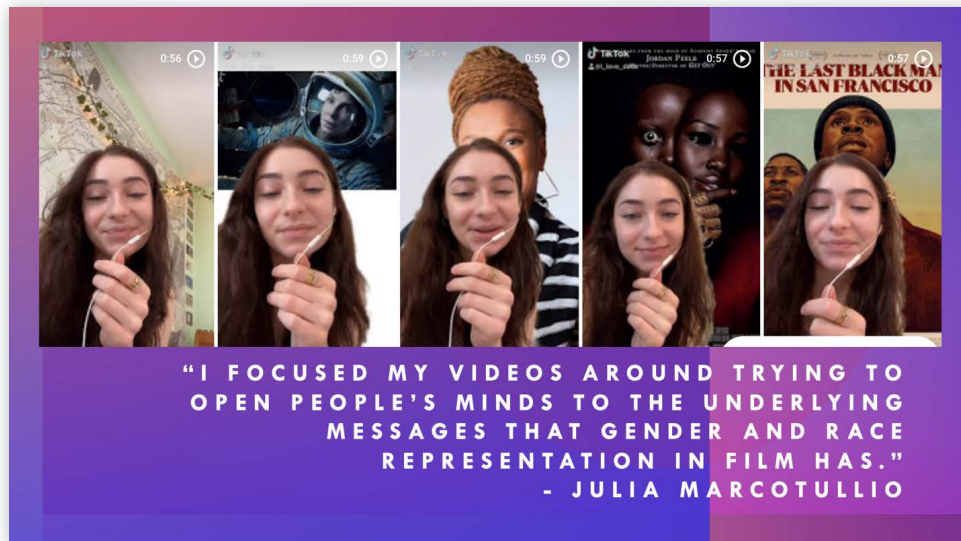 TikTok
0:56
TikTok
0:59
TikTok
0:59
TikTok
JORDAN PEELE
0:57
TikTok
0:57
THE LAST BLACK MAN
IN SAN FRANCISCO
“I FOCUSED MY VIDEOS AROUND TRYING TO
OPEN PEOPLE’S MINDS TO THE UNDERLYING
MESSAGES THAT GENDER AND RACE
REPRESENTATION IN FILM HAS.”
- JULIA MARCOTULLIO